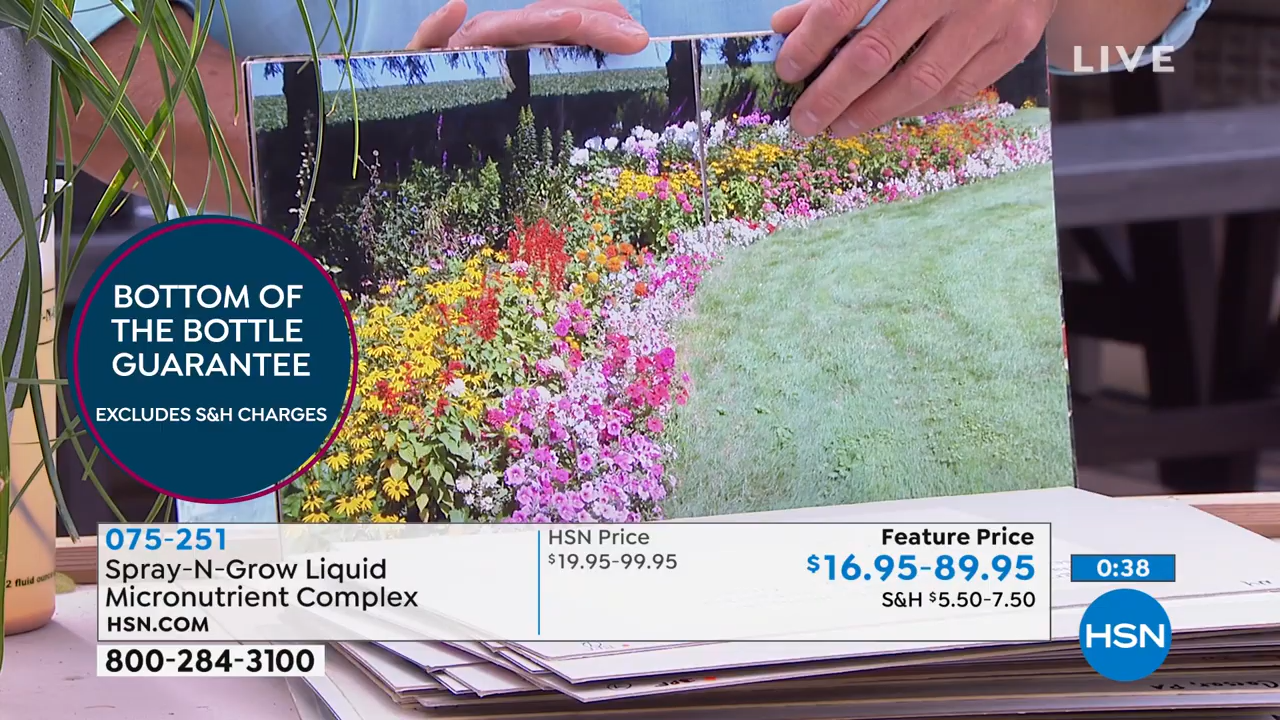 LIVE
BOTTOM OF
THE BOTTLE
GUARANTEE
EXCLUDES S&H CHARGES
2 fluid
075-251
Spray-N-Grow Liquid
Micronutrient Complex
HSN.COM
800-284-3100
HSN Price
$19.95-99.95
Feature Price
$16.95-89.95
S&H $5.50-7.50
0:38
HSN